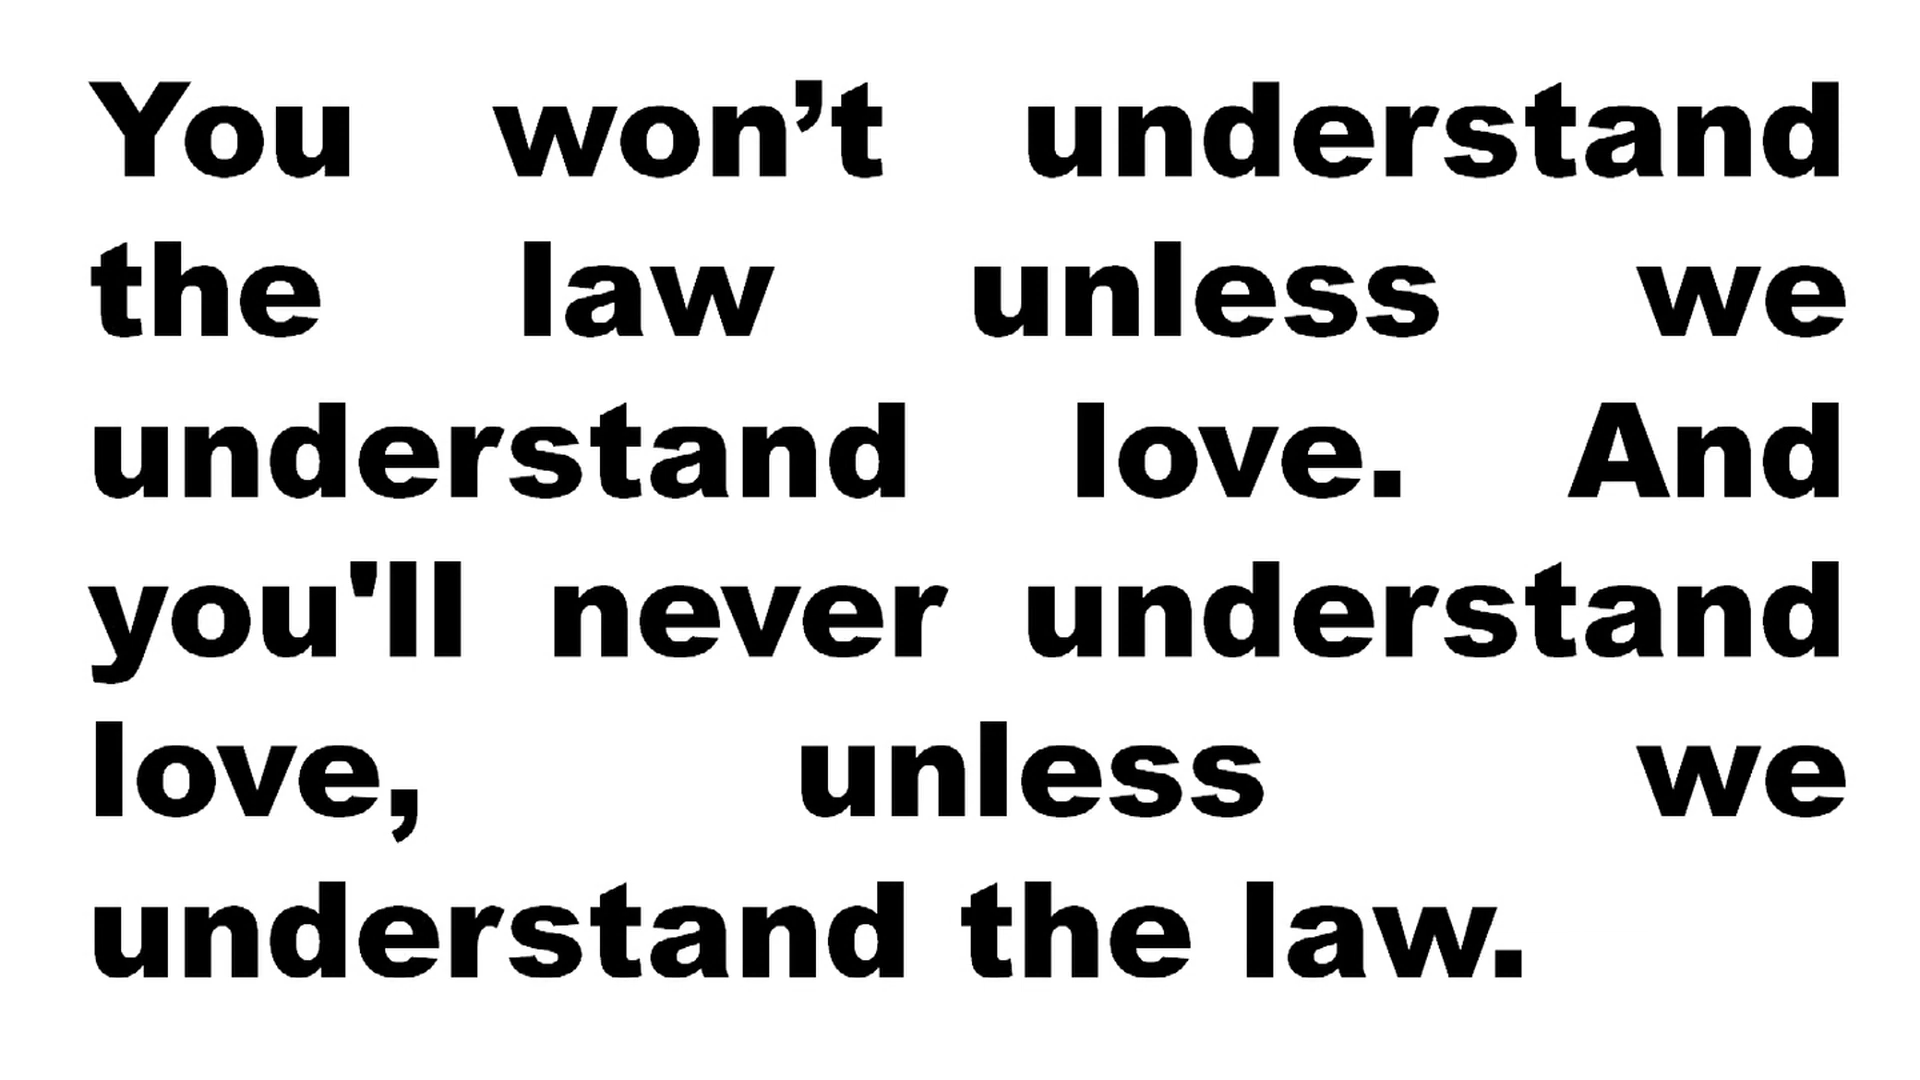 You won’t understand
the law unless we
understand love. And
you'll never understand
love, unless we
understand the law.